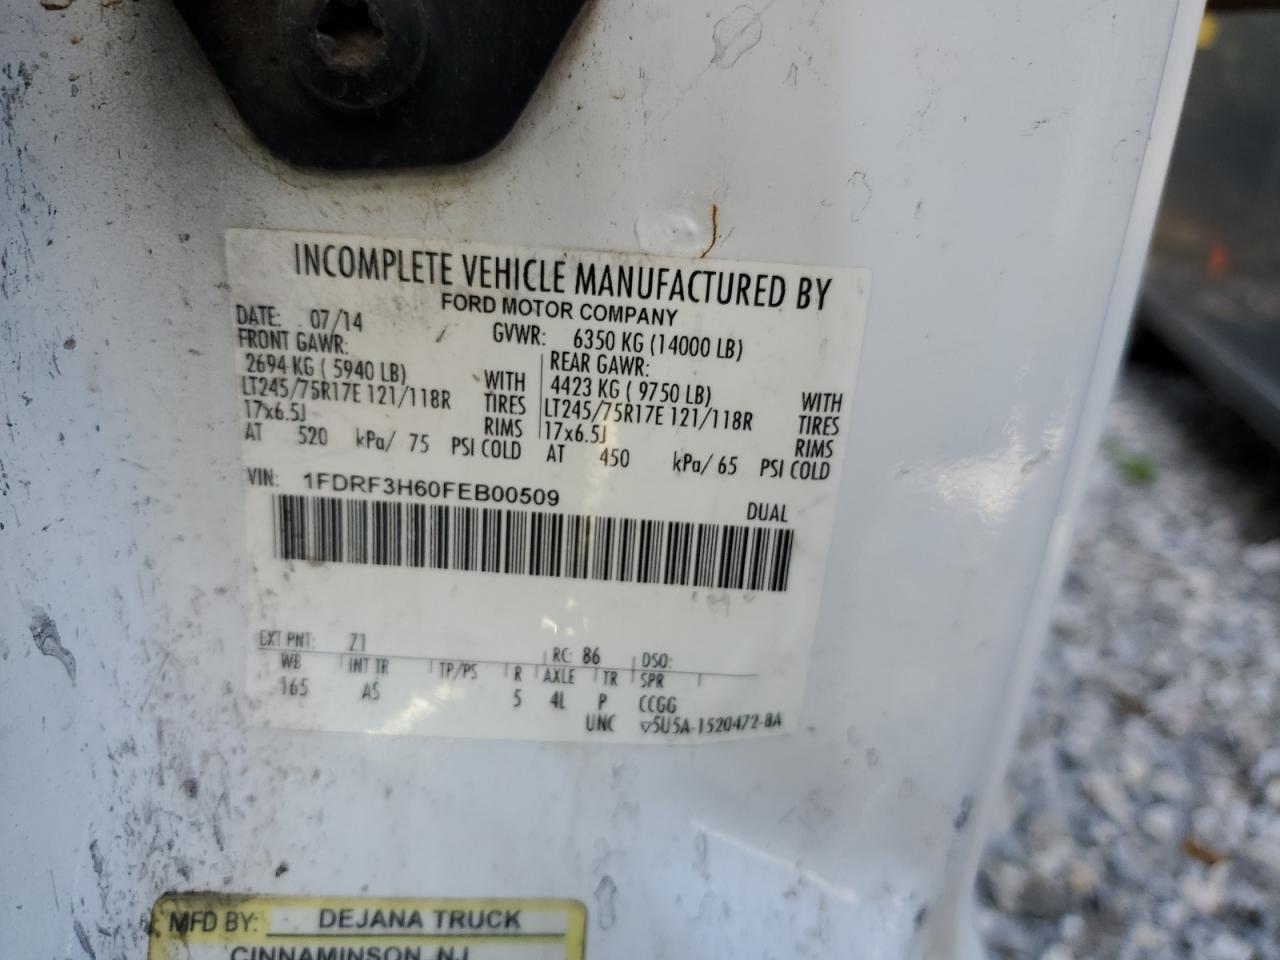 INCOMPLETE VEHICLE MANUFACTURED BY
FORD MOTOR COMPANY
DATE: 07/14 GVWR: 6350 KG (14000 LB)
FRONT GAWR: REAR GAWR:
2694 KG ( 5940 LB) WITH 4423 KG ( 9750 LB) WITH
LT245/75R17E 121/118R TIRES LT245/75R17E 121/118R TIRES
17x6.5J RIMS 17x6.5J RIMS
AT 520 kPa/ 75 PSI COLD AT 450 kPa/ 65 PSI COLD
VIN: 1FDRF3H60FEB00509 DUAL
EXT PNT: Z1 RC: 86 DSO:
WB INT TR TP/PS R AXLE TR SPR
165 AS 5 4L P CCGG
UNC ▽5U5A-1520472-BA
MFD BY: DEJANA TRUCK
CINNAMINSON, NJ